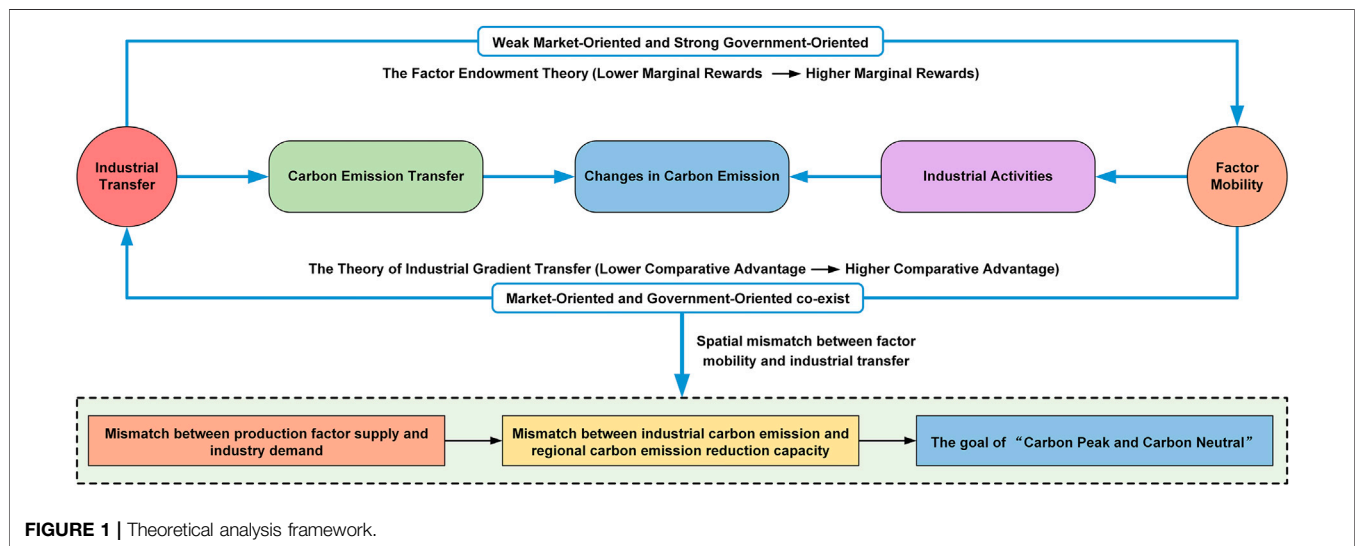 Weak Market-Oriented and Strong Government-Oriented
The Factor Endowment Theory (Lower Marginal Rewards → Higher Marginal Rewards)
Industrial
Transfer
Carbon Emission Transfer
Changes in Carbon Emission
Industrial Activities
Factor
Mobility
The Theory of Industrial Gradient Transfer (Lower Comparative Advantage → Higher Comparative Advantage)
Market-Oriented and Government-Oriented co-exist
Spatial mismatch between factor
mobility and industrial transfer
Mismatch between production factor supply and
industry demand
Mismatch between industrial carbon emission and
regional carbon emission reduction capacity
The goal of “Carbon Peak and Carbon Neutral”
FIGURE 1 | Theoretical analysis framework.